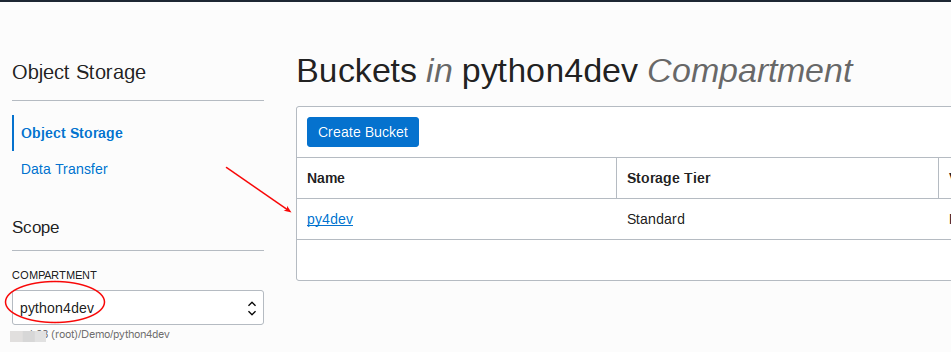 Object Storage
Object Storage
Data Transfer
Scope
COMPARTMENT
python4dev
(root)/Demo/python4dev
Buckets in python4dev Compartment
Create Bucket
Name Storage Tier
py4dev Standard